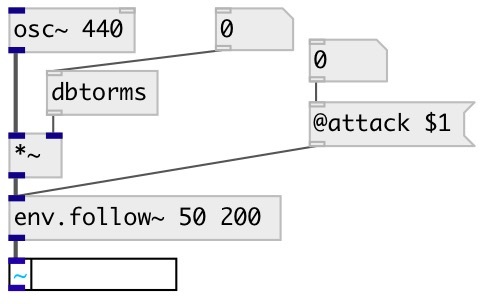 osc~ 440
0
0
dbtorms
@attack $1
*~
env.follow~ 50 200
~